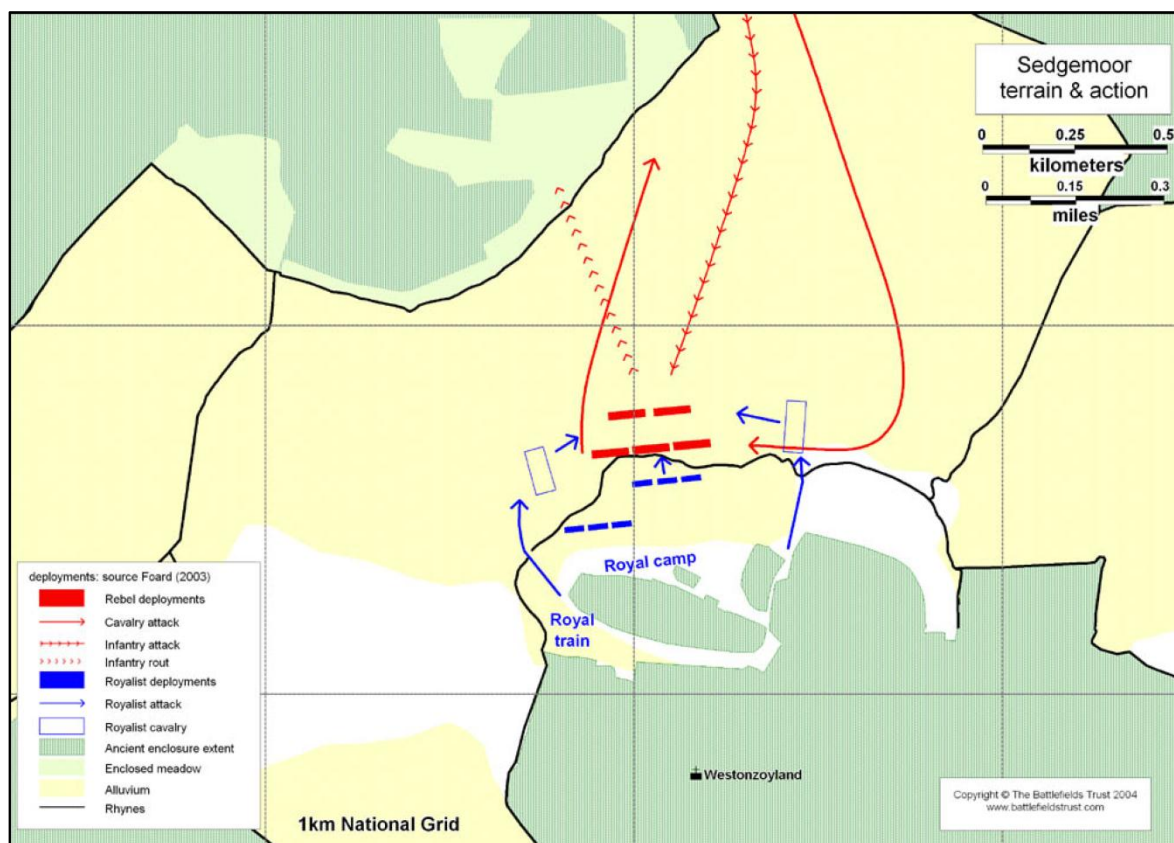 Sedgemoor
terrain & action
0 0.25 0.5
kilometers
0 0.15 0.3
miles
Royal camp
Royal
train
deployments: source Foard (2003)
Rebel deployments
Cavalry attack
Infantry attack
Infantry rout
Royalist deployments
Royalist attack
Royalist cavalry
Ancient enclosure extent
Enclosed meadow
Alluvium
Rhynes
1km National Grid
Westonzoyland
Copyright © The Battlefields Trust 2004
www.battlefieldstrust.com